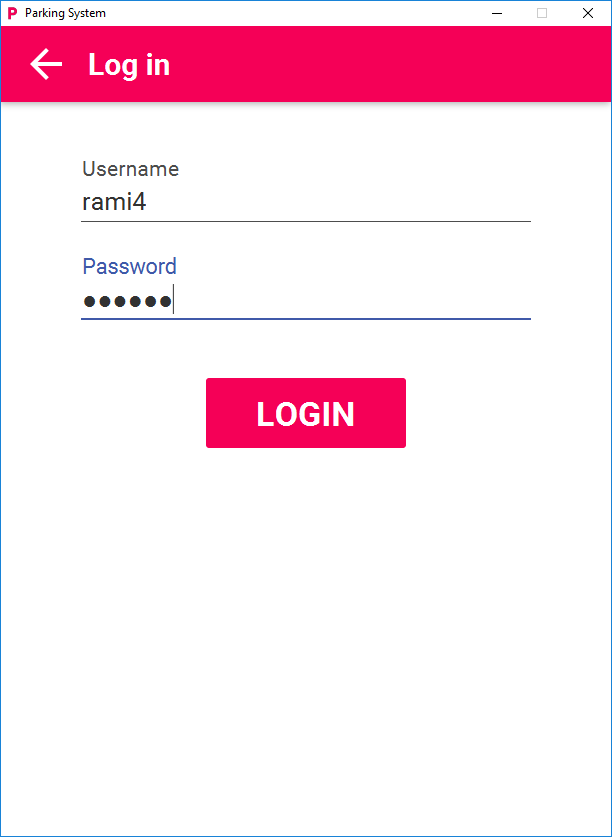 P Parking System
Log in
Username
rami4
Password
●●●●●●
LOGIN